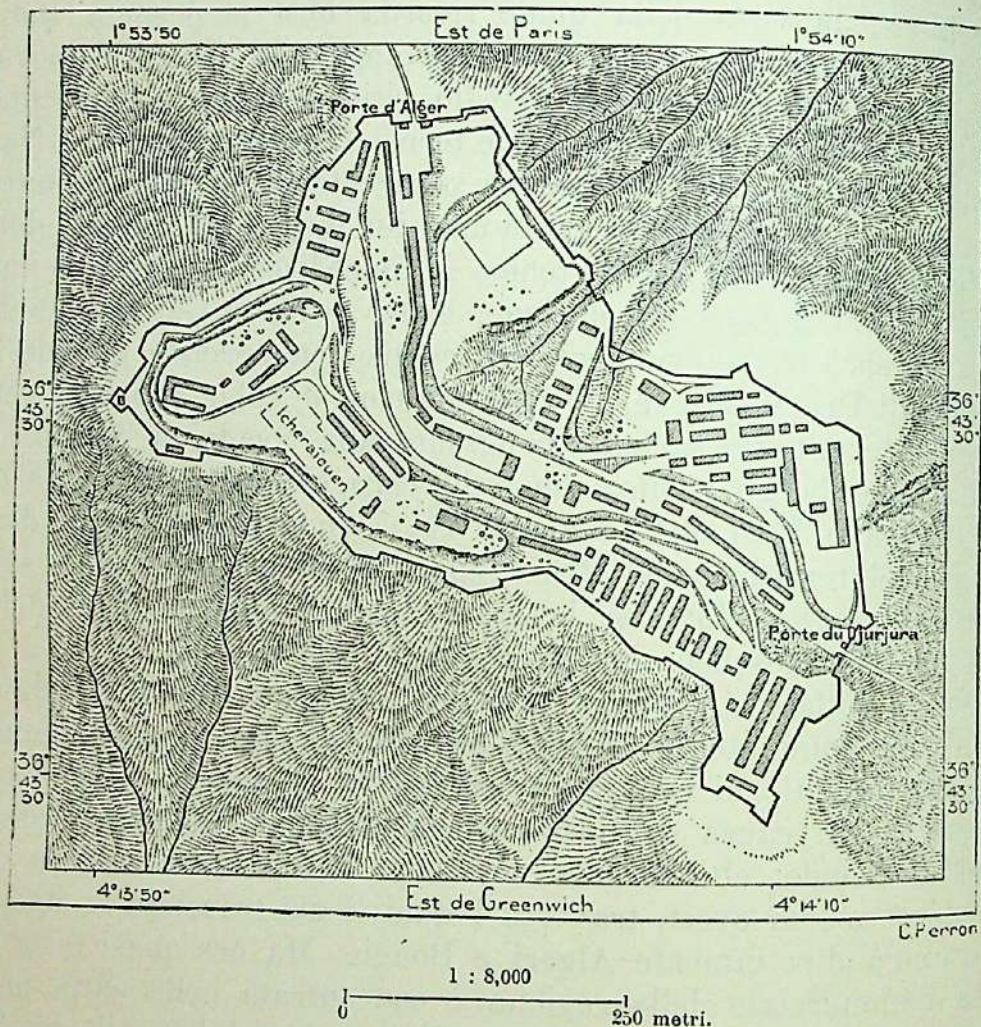 1°53'50
Est de Paris
1°54'10"
Porte d'Alger
36°
43
30"
36°
43
30"
Icheraïouen
Porte du Djurjura
36°
43
30
36°
43
30
4°13'50"
Est de Greenwich
4°14'10"
C.Perron
1 : 8,000
0
250 metri.